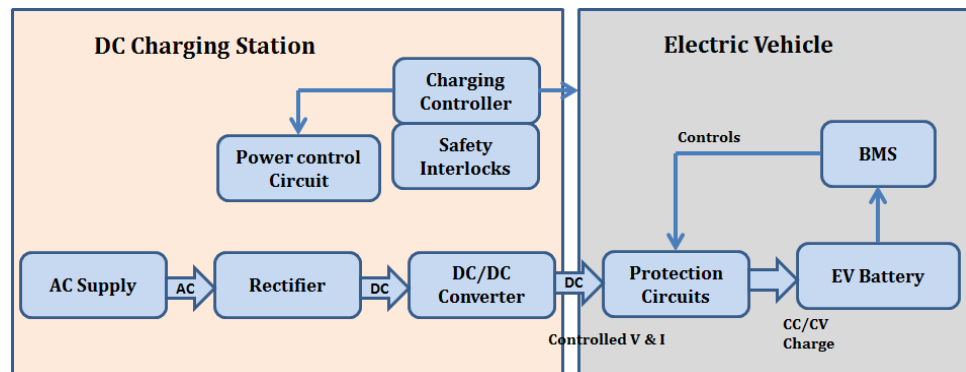 DC Charging Station
Electric Vehicle
Charging
Controller
Power control
Circuit
Safety
Interlocks
Controls
BMS
AC Supply
AC
Rectifier
DC
DC/DC
Converter
DC
Protection
Circuits
EV Battery
Controlled V & I
CC/CV
Charge